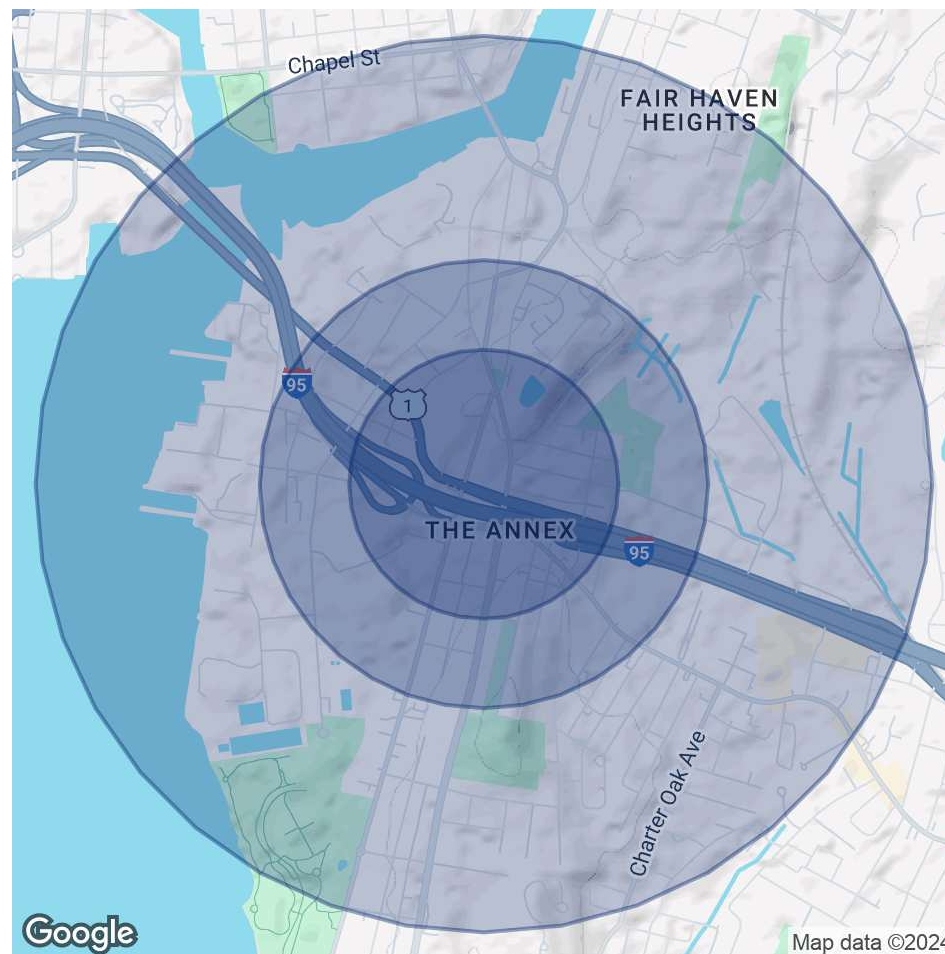 Chapel St
FAIR HAVEN
HEIGHTS
95
1
THE ANNEX
95
Charter Oak Ave
Google
Map data ©2024